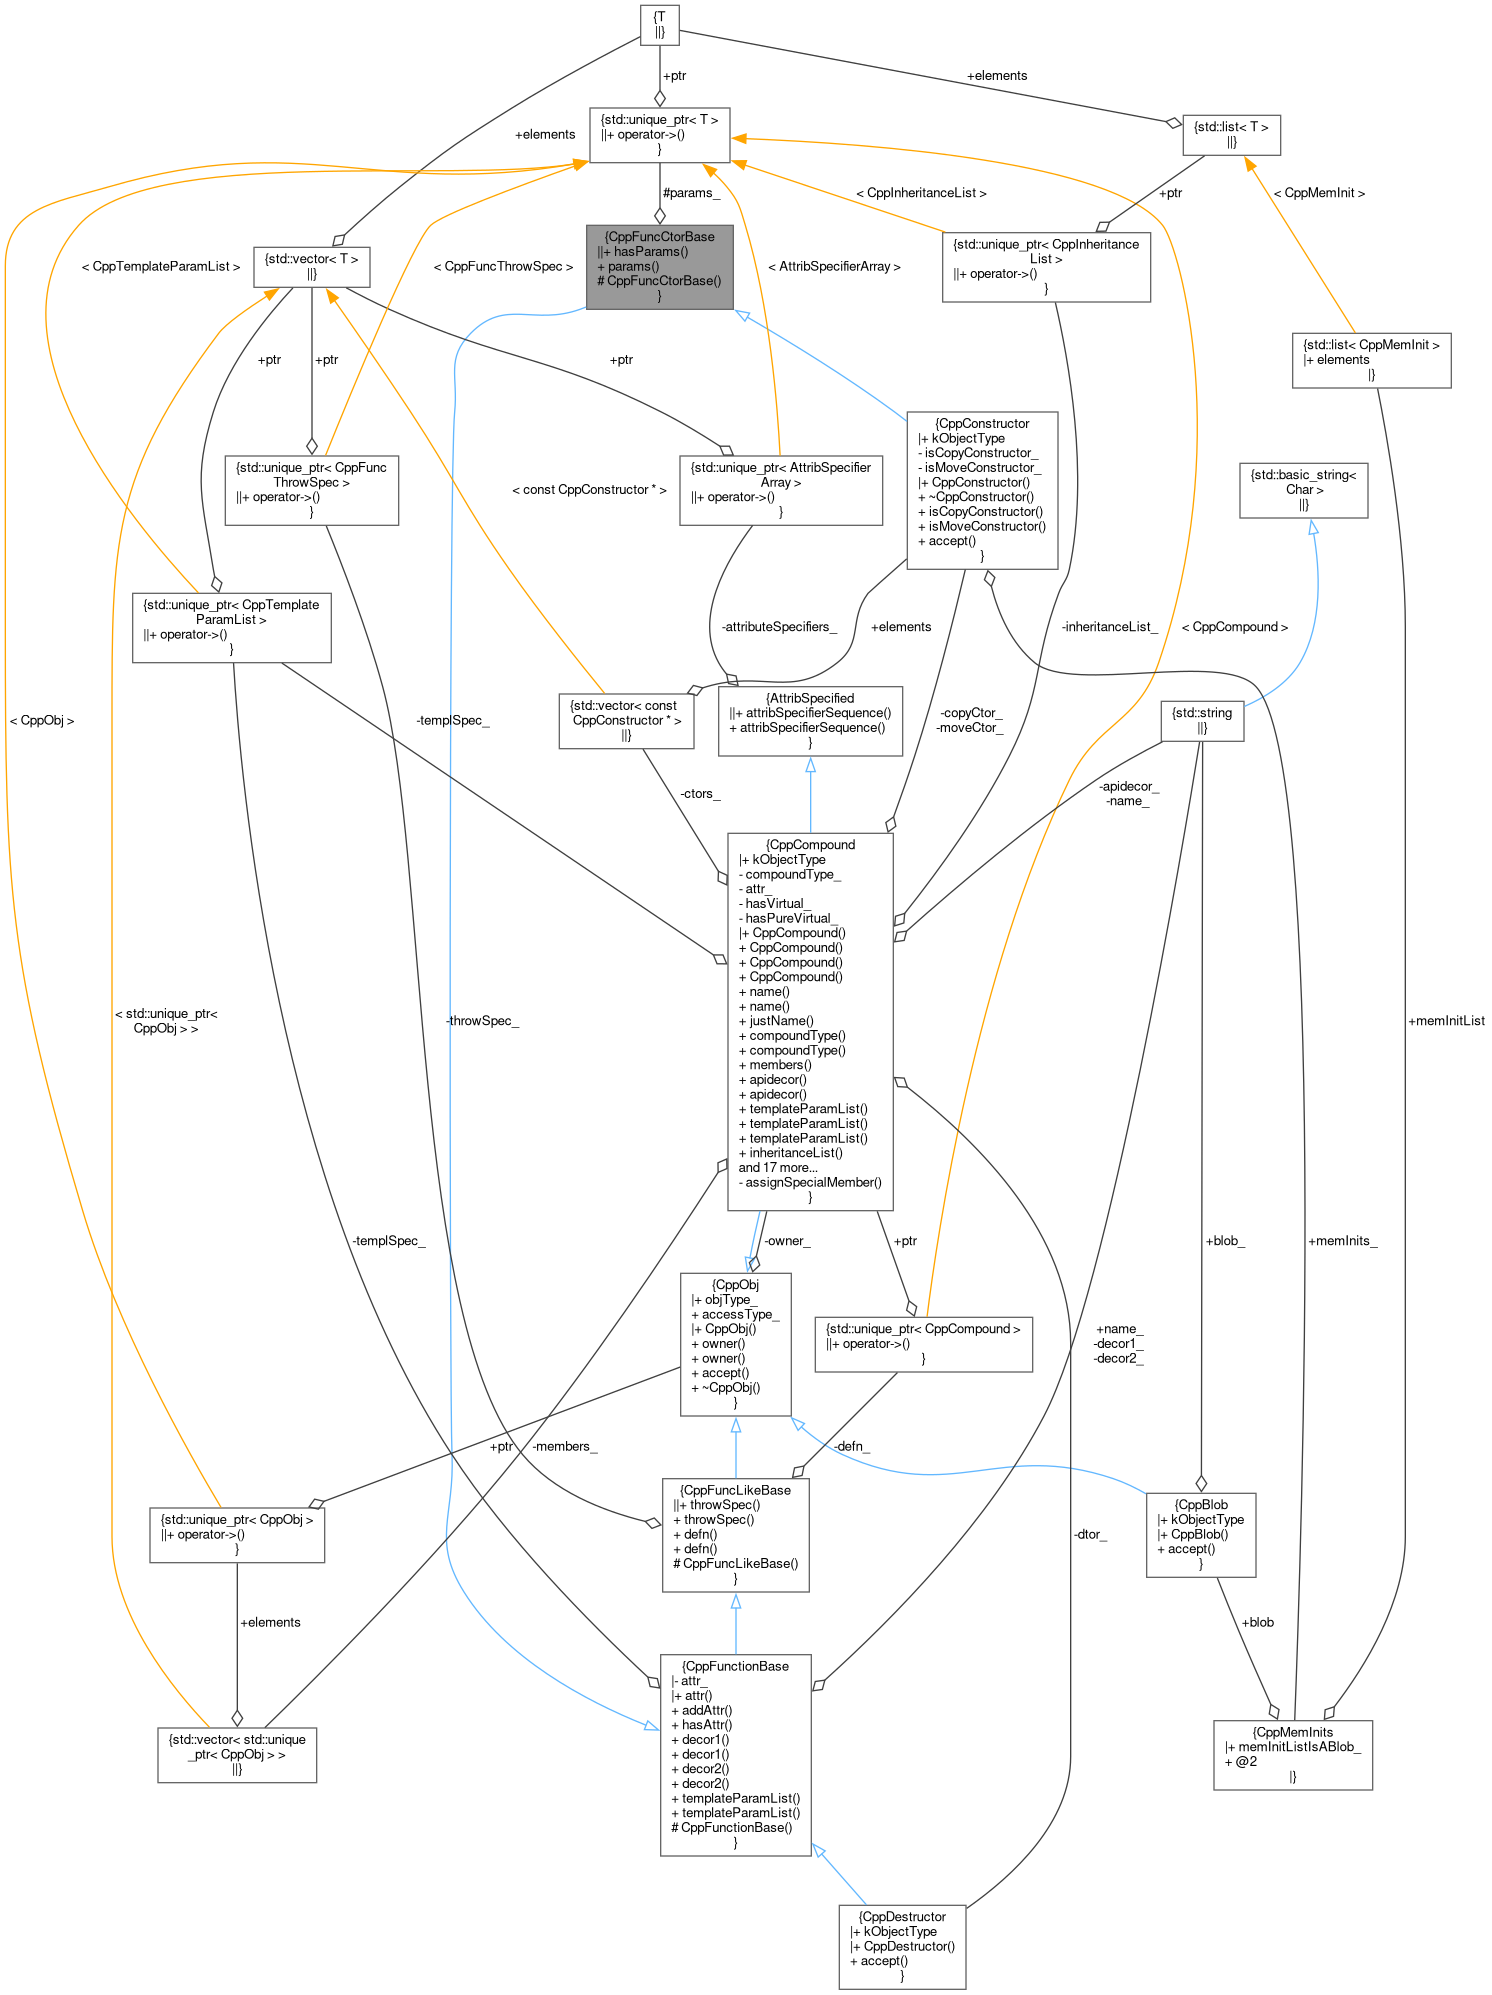 {T
||}
+ptr
+elements
{std::unique_ptr< T >
||+ operator->()
}
{std::list< T >
||}
+elements
#params_
< CppInheritanceList >
+ptr
< CppMemInit >
{CppFuncCtorBase
||+ hasParams()
+ params()
# CppFuncCtorBase()
}
{std::vector< T >
||}
< CppTemplateParamList >
< CppFuncThrowSpec >
< AttribSpecifierArray >
{std::unique_ptr< CppInheritance
List >
||+ operator->()
}
{std::list< CppMemInit >
|+ elements
|}
+ptr
+ptr
+ptr
{CppConstructor
|+ kObjectType
- isCopyConstructor_
- isMoveConstructor_
|+ CppConstructor()
+ ~CppConstructor()
+ isCopyConstructor()
+ isMoveConstructor()
+ accept()
}
{std::unique_ptr< CppFunc
ThrowSpec >
||+ operator->()
}
< const CppConstructor * >
{std::unique_ptr< AttribSpecifier
Array >
||+ operator->()
}
{std::basic_string<
Char >
||}
{std::unique_ptr< CppTemplate
ParamList >
||+ operator->()
}
-attributeSpecifiers_
+elements
-inheritanceList_
< CppCompound >
{std::vector< const
CppConstructor * >
||}
{AttribSpecified
||+ attribSpecifierSequence()
+ attribSpecifierSequence()
}
{std::string
||}
< CppObj >
-templSpec_
-copyCtor_
-moveCtor_
-ctors_
-apidecor_
-name_
{CppCompound
|+ kObjectType
- compoundType_
- attr_
- hasVirtual_
- hasPureVirtual_
|+ CppCompound()
+ CppCompound()
+ CppCompound()
+ CppCompound()
+ name()
+ name()
+ justName()
+ compoundType()
+ compoundType()
+ members()
+ apidecor()
+ apidecor()
+ templateParamList()
+ templateParamList()
+ templateParamList()
+ inheritanceList()
and 17 more...
- assignSpecialMember()
}
< std::unique_ptr<
CppObj > >
-throwSpec_
+memInitList
-templSpec_
-owner_
+ptr
+blob_
+memInits_
{CppObj
|+ objType_
+ accessType_
|+ CppObj()
+ owner()
+ owner()
+ accept()
+ ~CppObj()
}
{std::unique_ptr< CppCompound >
||+ operator->()
}
+name_
-decor1_
-decor2_
+ptr
-members_
-defn_
{std::unique_ptr< CppObj >
||+ operator->()
}
{CppFuncLikeBase
||+ throwSpec()
+ throwSpec()
+ defn()
+ defn()
# CppFuncLikeBase()
}
-dtor_
{CppBlob
|+ kObjectType
|+ CppBlob()
+ accept()
}
+elements
+blob
{CppFunctionBase
|- attr_
|+ attr()
+ addAttr()
+ hasAttr()
+ decor1()
+ decor1()
+ decor2()
+ decor2()
+ templateParamList()
+ templateParamList()
# CppFunctionBase()
}
{std::vector< std::unique
_ptr< CppObj > >
||}
{CppMemInits
|+ memInitListIsABlob_
+ @2
|}
{CppDestructor
|+ kObjectType
|+ CppDestructor()
+ accept()
}